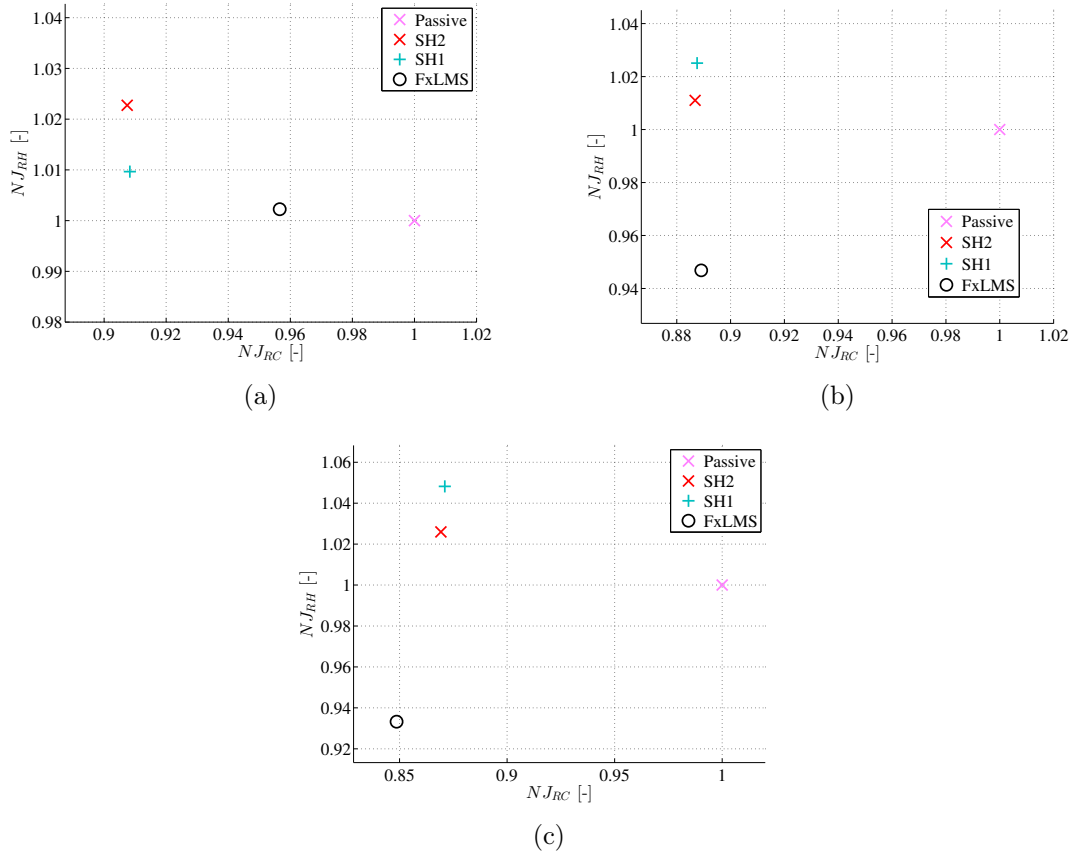 1.04
1.03
1.02
1.01
1
0.99
0.98
NJ_RH [-]
0.9 0.92 0.94 0.96 0.98 1 1.02
NJ_RC [-]
Passive
SH2
SH1
FxLMS
(a)
1.04
1.02
1
0.98
0.96
0.94
NJ_RH [-]
0.88 0.9 0.92 0.94 0.96 0.98 1 1.02
NJ_RC [-]
Passive
SH2
SH1
FxLMS
(b)
1.06
1.04
1.02
1
0.98
0.96
0.94
0.92
NJ_RH [-]
0.85 0.9 0.95 1
NJ_RC [-]
Passive
SH2
SH1
FxLMS
(c)